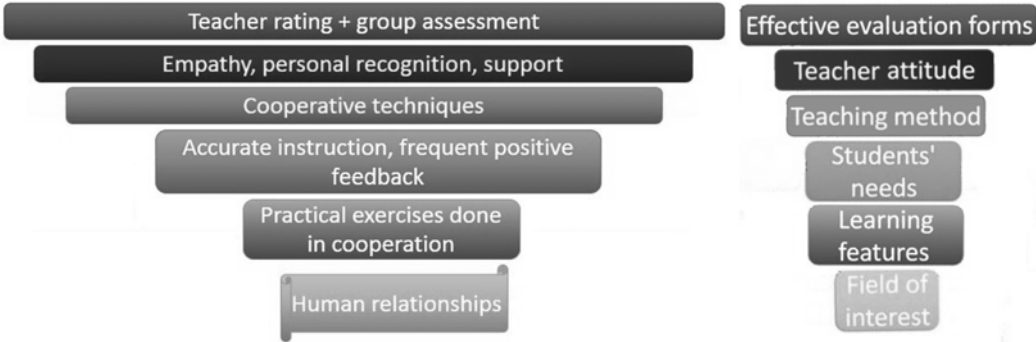 Teacher rating + group assessment
Effective evaluation forms
Empathy, personal recognition, support
Teacher attitude
Cooperative techniques
Teaching method
Accurate instruction, frequent positive
feedback
Students'
needs
Practical exercises done
in cooperation
Learning
features
Human relationships
Field of
interest